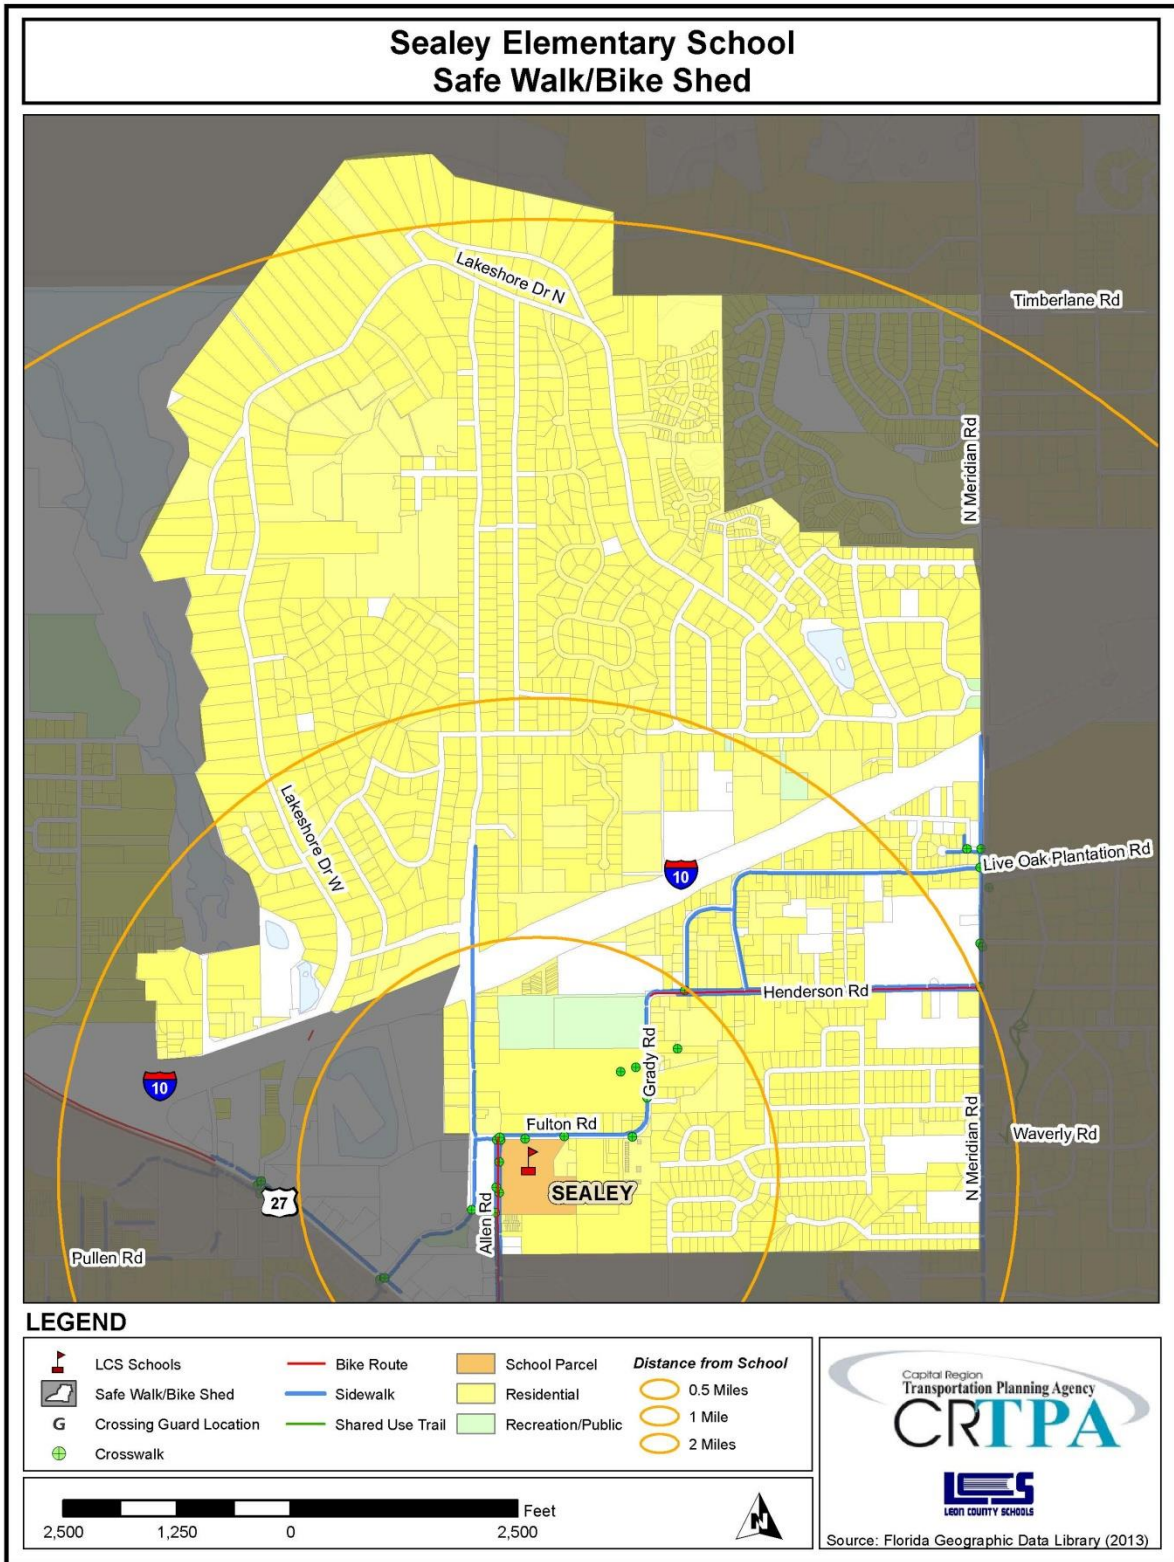 Sealey Elementary School
Safe Walk/Bike Shed
Lakeshore Dr N
Timberlane Rd
N Meridian Rd
Lakeshore Dr W
10
Live Oak Plantation Rd
Henderson Rd
Grady Rd
10
Fulton Rd
N Meridian Rd
Waverly Rd
27
SEALEY
Allen Rd
Pullen Rd
LEGEND
LCS Schools
Safe Walk/Bike Shed
G Crossing Guard Location
Crosswalk
Bike Route
Sidewalk
Shared Use Trail
School Parcel
Residential
Recreation/Public
Distance from School
0.5 Miles
1 Mile
2 Miles
Feet
2,500 1,250 0 2,500
N
Capital Region
Transportation Planning Agency
CRTPA
LCS
LEON COUNTY SCHOOLS
Source: Florida Geographic Data Library (2013)